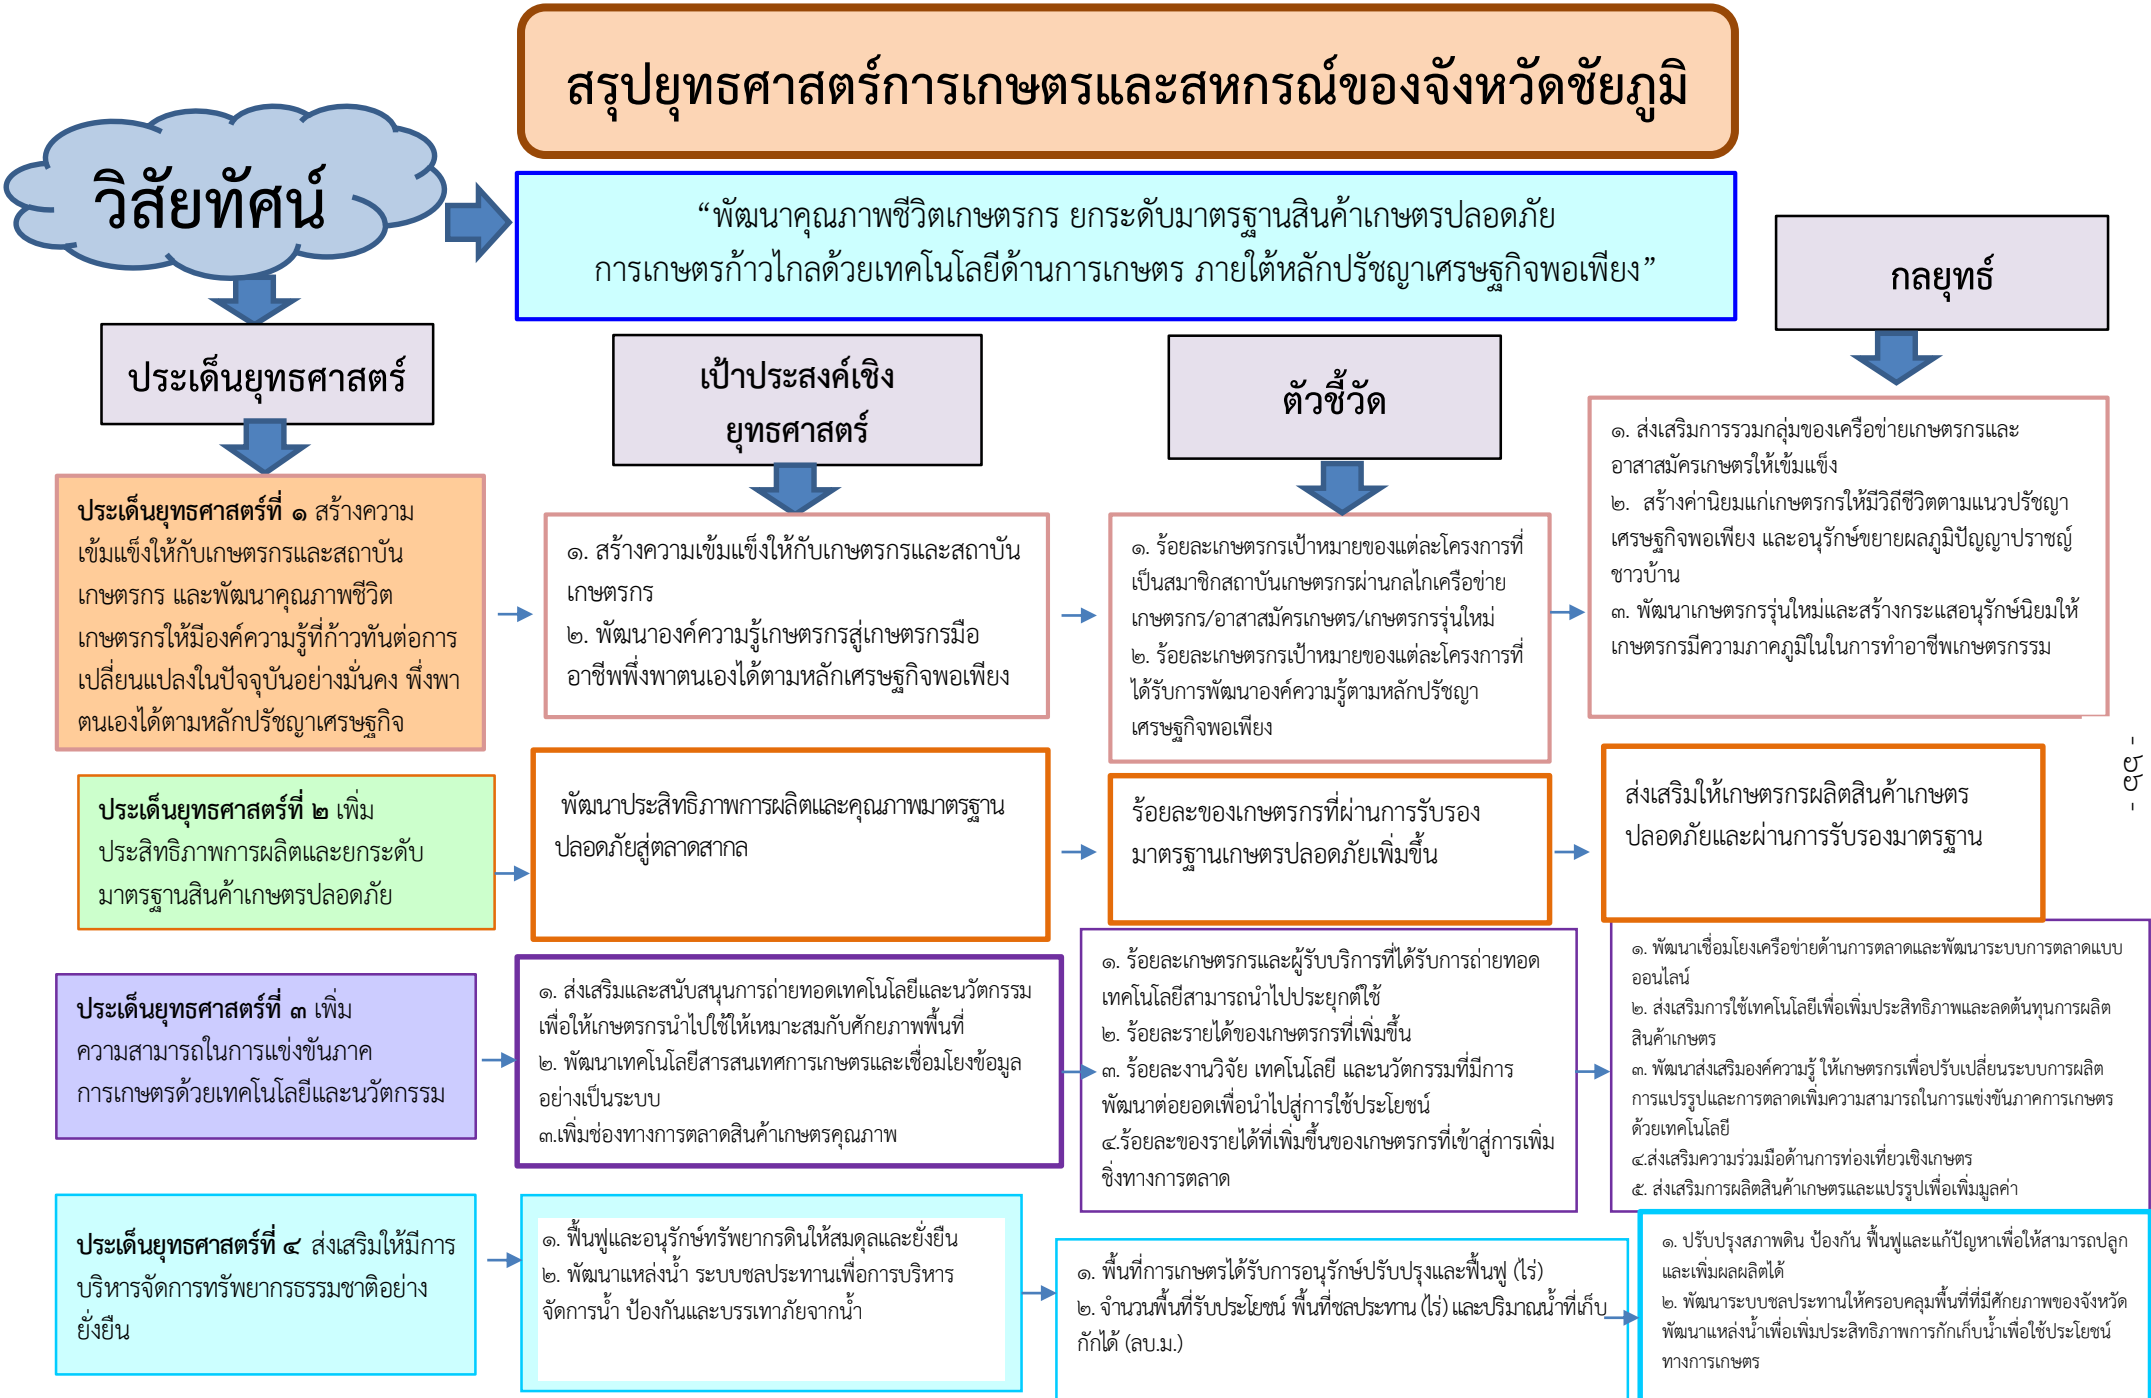 สรุปยุทธศาสตร์การเกษตรและสหกรณ์ของจังหวัดชัยภูมิ
วิสัยทัศน์
“พัฒนาคุณภาพชีวิตเกษตรกร ยกระดับมาตรฐานสินค้าเกษตรปลอดภัย
การเกษตรก้าวไกลด้วยเทคโนโลยีด้านการเกษตร ภายใต้หลักปรัชญาเศรษฐกิจพอเพียง”
ประเด็นยุทธศาสตร์
เป้าประสงค์เชิง
ยุทธศาสตร์
ตัวชี้วัด
กลยุทธ์
ประเด็นยุทธศาสตร์ที่ ๑ สร้างความ
เข้มแข็งให้กับเกษตรกรและสถาบัน
เกษตรกร และพัฒนาคุณภาพชีวิต
เกษตรกรให้มีองค์ความรู้ที่ก้าวทันต่อการ
เปลี่ยนแปลงในปัจจุบันอย่างมั่นคง พึ่งพา
ตนเองได้ตามหลักปรัชญาเศรษฐกิจ
๑. สร้างความเข้มแข็งให้กับเกษตรกรและสถาบัน
เกษตรกร
๒. พัฒนาองค์ความรู้เกษตรกรสู่เกษตรกรมือ
อาชีพพึ่งพาตนเองได้ตามหลักเศรษฐกิจพอเพียง
๑. ร้อยละเกษตรกรเป้าหมายของแต่ละโครงการที่
เป็นสมาชิกสถาบันเกษตรกรผ่านกลไกเครือข่าย
เกษตรกร/อาสาสมัครเกษตร/เกษตรกรรุ่นใหม่
๒. ร้อยละเกษตรกรเป้าหมายของแต่ละโครงการที่
ได้รับการพัฒนาองค์ความรู้ตามหลักปรัชญา
เศรษฐกิจพอเพียง
๑. ส่งเสริมการรวมกลุ่มของเครือข่ายเกษตรกรและ
อาสาสมัครเกษตรให้เข้มแข็ง
๒. สร้างค่านิยมแก่เกษตรกรให้มีวิถีชีวิตตามแนวปรัชญา
เศรษฐกิจพอเพียง และอนุรักษ์ขยายผลภูมิปัญญาปราชญ์
ชาวบ้าน
๓. พัฒนาเกษตรกรรุ่นใหม่และสร้างกระแสอนุรักษ์นิยมให้
เกษตรกรมีความภาคภูมิในในการทำอาชีพเกษตรกรรม
- ๖๖ -
ประเด็นยุทธศาสตร์ที่ ๒ เพิ่ม
ประสิทธิภาพการผลิตและยกระดับ
มาตรฐานสินค้าเกษตรปลอดภัย
พัฒนาประสิทธิภาพการผลิตและคุณภาพมาตรฐาน
ปลอดภัยสู่ตลาดสากล
ร้อยละของเกษตรกรที่ผ่านการรับรอง
มาตรฐานเกษตรปลอดภัยเพิ่มขึ้น
ส่งเสริมให้เกษตรกรผลิตสินค้าเกษตร
ปลอดภัยและผ่านการรับรองมาตรฐาน
ประเด็นยุทธศาสตร์ที่ ๓ เพิ่ม
ความสามารถในการแข่งขันภาค
การเกษตรด้วยเทคโนโลยีและนวัตกรรม
๑. ส่งเสริมและสนับสนุนการถ่ายทอดเทคโนโลยีและนวัตกรรม
เพื่อให้เกษตรกรนำไปใช้ให้เหมาะสมกับศักยภาพพื้นที่
๒. พัฒนาเทคโนโลยีสารสนเทศการเกษตรและเชื่อมโยงข้อมูล
อย่างเป็นระบบ
๓.เพิ่มช่องทางการตลาดสินค้าเกษตรคุณภาพ
๑. ร้อยละเกษตรกรและผู้รับบริการที่ได้รับการถ่ายทอด
เทคโนโลยีสามารถนำไปประยุกต์ใช้
๒. ร้อยละรายได้ของเกษตรกรที่เพิ่มขึ้น
๓. ร้อยละงานวิจัย เทคโนโลยี และนวัตกรรมที่มีการ
พัฒนาต่อยอดเพื่อนำไปสู่การใช้ประโยชน์
๔.ร้อยละของรายได้ที่เพิ่มขึ้นของเกษตรกรที่เข้าสู่การเพิ่ม
ชิ่งทางการตลาด
๑. พัฒนาเชื่อมโยงเครือข่ายด้านการตลาดและพัฒนาระบบการตลาดแบบ
ออนไลน์
๒. ส่งเสริมการใช้เทคโนโลยีเพื่อเพิ่มประสิทธิภาพและลดต้นทุนการผลิต
สินค้าเกษตร
๓. พัฒนาส่งเสริมองค์ความรู้ ให้เกษตรกรเพื่อปรับเปลี่ยนระบบการผลิต
การแปรรูปและการตลาดเพิ่มความสามารถในการแข่งขันภาคการเกษตร
ด้วยเทคโนโลยี
๔.ส่งเสริมความร่วมมือด้านการท่องเที่ยวเชิงเกษตร
๕. ส่งเสริมการผลิตสินค้าเกษตรและแปรรูปเพื่อเพิ่มมูลค่า
ประเด็นยุทธศาสตร์ที่ ๔ ส่งเสริมให้มีการ
บริหารจัดการทรัพยากรธรรมชาติอย่าง
ยั่งยืน
๑. ฟื้นฟูและอนุรักษ์ทรัพยากรดินให้สมดุลและยั่งยืน
๒. พัฒนาแหล่งน้ำ ระบบชลประทานเพื่อการบริหาร
จัดการน้ำ ป้องกันและบรรเทาภัยจากน้ำ
๑. พื้นที่การเกษตรได้รับการอนุรักษ์ปรับปรุงและฟื้นฟู (ไร่)
๒. จำนวนพื้นที่รับประโยชน์ พื้นที่ชลประทาน (ไร่) และปริมาณน้ำที่เก็บ
กักได้ (ลบ.ม.)
๑. ปรับปรุงสภาพดิน ป้องกัน ฟื้นฟูและแก้ปัญหาเพื่อให้สามารถปลูก
และเพิ่มผลผลิตได้
๒. พัฒนาระบบชลประทานให้ครอบคลุมพื้นที่ที่มีศักยภาพของจังหวัด
พัฒนาแหล่งน้ำเพื่อเพิ่มประสิทธิภาพการกักเก็บน้ำเพื่อใช้ประโยชน์
ทางการเกษตร